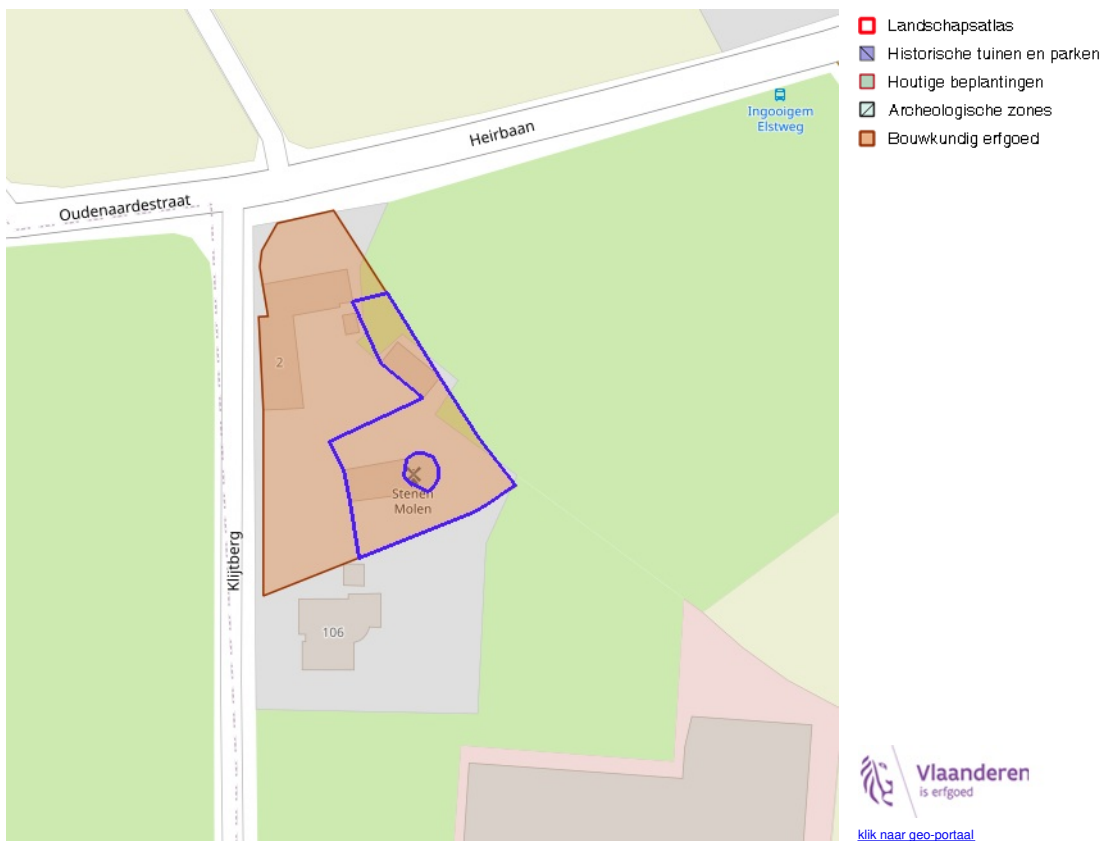 Landschapsatlas
Historische tuinen en parken
Houtige beplantingen
Archeologische zones
Bouwkundig erfgoed
Ingooigem
Elstweg
Heirbaan
Oudenaardestraat
2
Stenen
Molen
Klijtberg
106
Vlaanderen
is erfgoed
klik naar geo-portaal